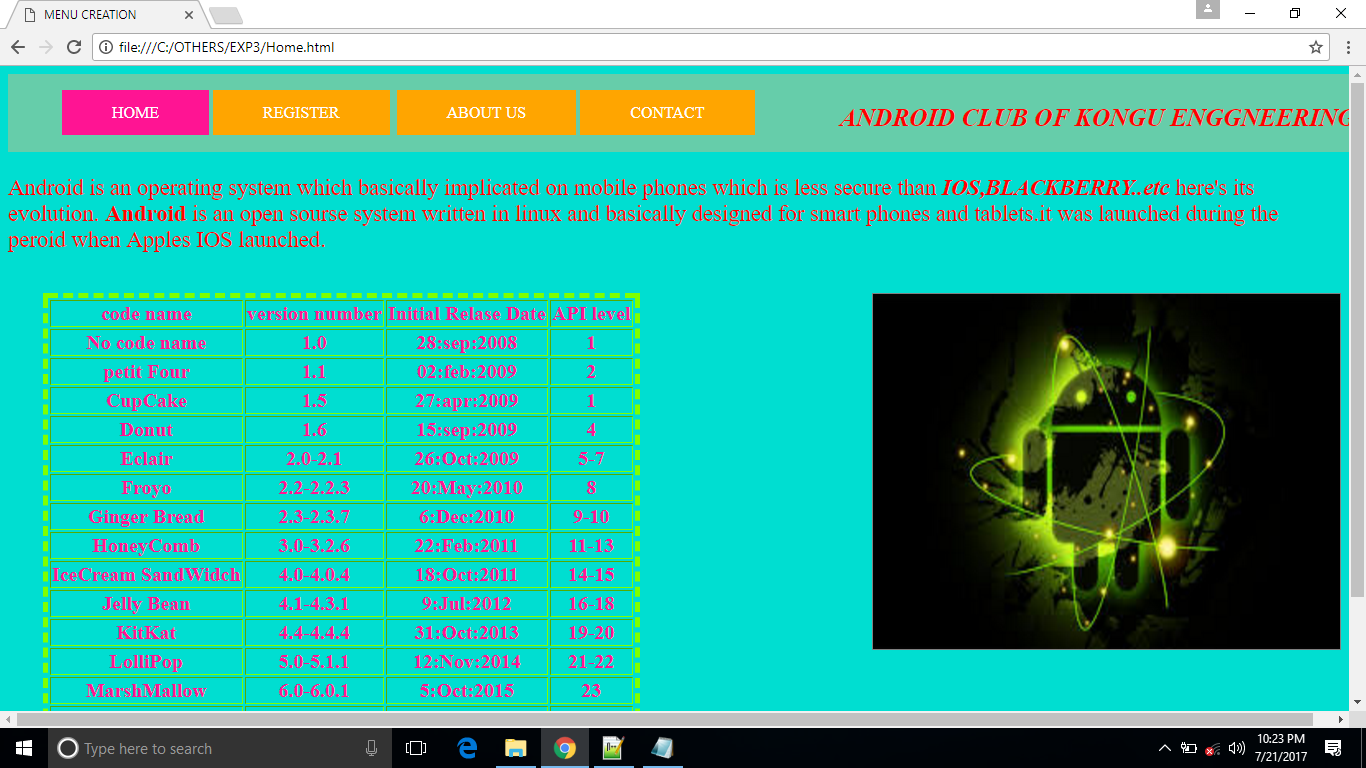 MENU CREATION
file:///C:/OTHERS/EXP3/Home.html
HOME REGISTER ABOUT US CONTACT
ANDROID CLUB OF KONGU ENGGNEERING
Android is an operating system which basically implicated on mobile phones which is less secure than IOS,BLACKBERRY..etc here's its
evolution. Android is an open sourse system written in linux and basically designed for smart phones and tablets.it was launched during the
peroid when Apples IOS launched.
code name version number Initial Relase Date API level
No code name 1.0 28:sep:2008 1
petit Four 1.1 02:feb:2009 2
CupCake 1.5 27:apr:2009 1
Donut 1.6 15:sep:2009 4
Eclair 2.0-2.1 26:Oct:2009 5-7
Froyo 2.2-2.2.3 20:May:2010 8
Ginger Bread 2.3-2.3.7 6:Dec:2010 9-10
HoneyComb 3.0-3.2.6 22:Feb:2011 11-13
IceCream SandWidch 4.0-4.0.4 18:Oct:2011 14-15
Jelly Bean 4.1-4.3.1 9:Jul:2012 16-18
KitKat 4.4-4.4.4 31:Oct:2013 19-20
LolliPop 5.0-5.1.1 12:Nov:2014 21-22
MarshMallow 6.0-6.0.1 5:Oct:2015 23
Type here to search
10:23 PM
7/21/2017